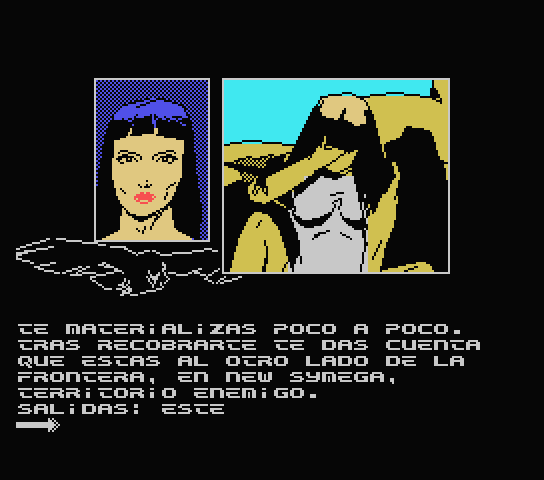 TE MATERIALIZAS POCO A POCO.
TRAS RECOBRARTE TE DAS CUENTA
QUE ESTAS AL OTRO LADO DE LA
FRONTERA, EN NEW SYMEGA,
TERRITORIO ENEMIGO.
SALIDAS: ESTE